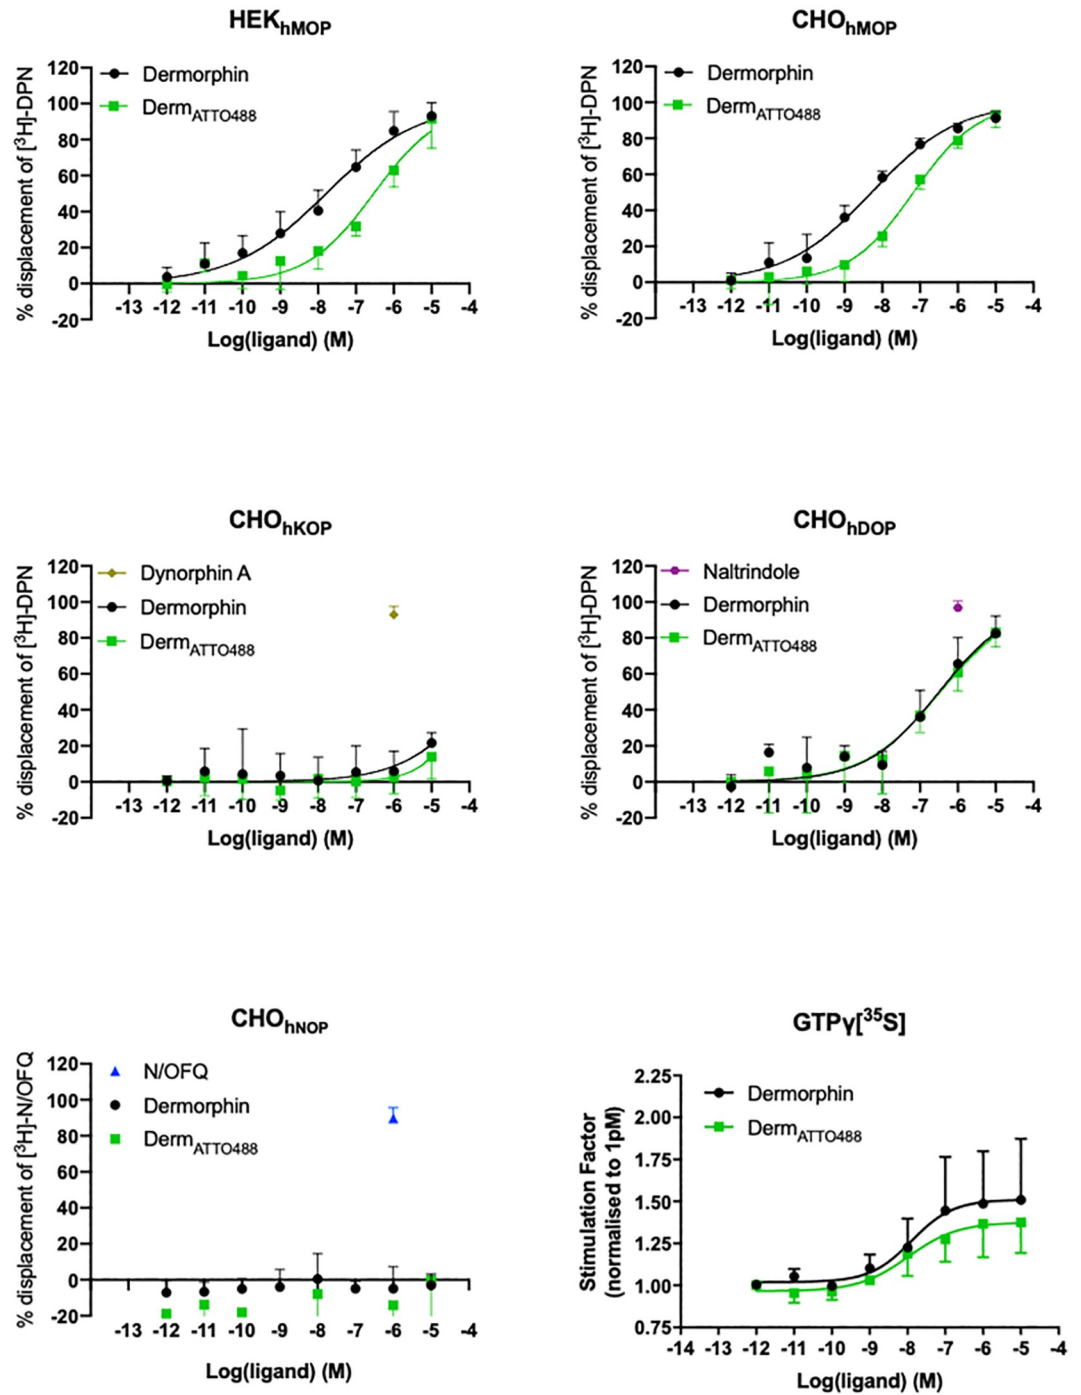 HEKhMOP
120
100
80
60
40
20
0
-20
% displacement of [³H]-DPN
Dermorphin
DermATTO488
-13 -12 -11 -10 -9 -8 -7 -6 -5 -4
Log(ligand) (M)
CHOhMOP
120
100
80
60
40
20
0
-20
% displacement of [³H]-DPN
Dermorphin
DermATTO488
-13 -12 -11 -10 -9 -8 -7 -6 -5 -4
Log(ligand) (M)
CHOhKOP
120
100
80
60
40
20
0
-20
% displacement of [³H]-DPN
Dynorphin A
Dermorphin
DermATTO488
-13 -12 -11 -10 -9 -8 -7 -6 -5 -4
Log(ligand) (M)
CHOhDOP
120
100
80
60
40
20
0
-20
% displacement of [³H]-DPN
Naltrindole
Dermorphin
DermATTO488
-13 -12 -11 -10 -9 -8 -7 -6 -5 -4
Log(ligand) (M)
CHOhNOP
120
100
80
60
40
20
0
-20
% displacement of [³H]-N/OFQ
N/OFQ
Dermorphin
DermATTO488
-13 -12 -11 -10 -9 -8 -7 -6 -5 -4
Log(ligand) (M)
GTPγ[³⁵S]
2.25
2.00
1.75
1.50
1.25
1.00
0.75
Stimulation Factor
(normalised to 1pM)
Dermorphin
DermATTO488
-14 -13 -12 -11 -10 -9 -8 -7 -6 -5 -4
Log(ligand) (M)